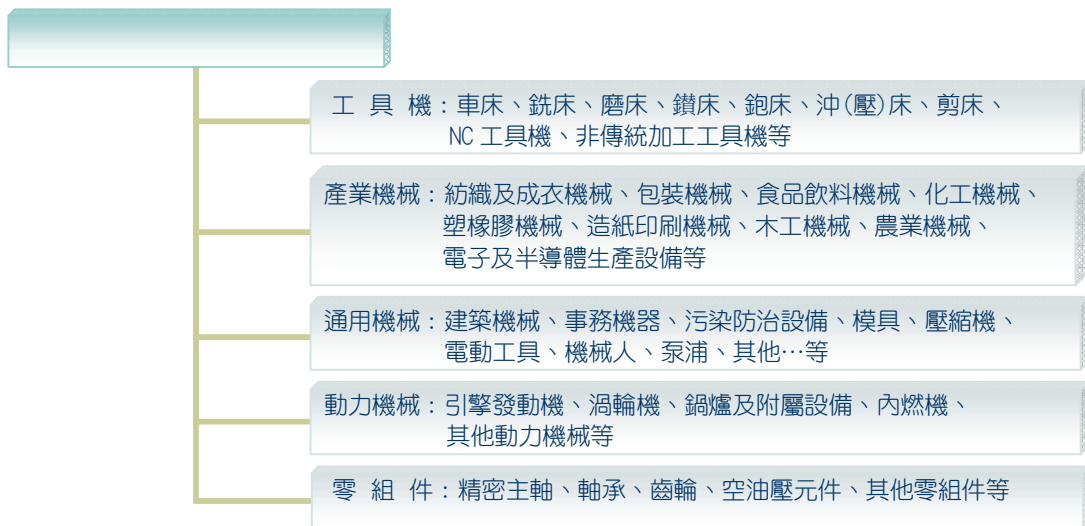 工 具 機：車床、銑床、磨床、鑽床、鉋床、沖(壓)床、剪床、
NC 工具機、非傳統加工工具機等
產業機械：紡織及成衣機械、包裝機械、食品飲料機械、化工機械、
塑橡膠機械、造紙印刷機械、木工機械、農業機械、
電子及半導體生產設備等
通用機械：建築機械、事務機器、污染防治設備、模具、壓縮機、
電動工具、機械人、泵浦、其他…等
動力機械：引擎發動機、渦輪機、鍋爐及附屬設備、內燃機、
其他動力機械等
零 組 件：精密主軸、軸承、齒輪、空油壓元件、其他零組件等